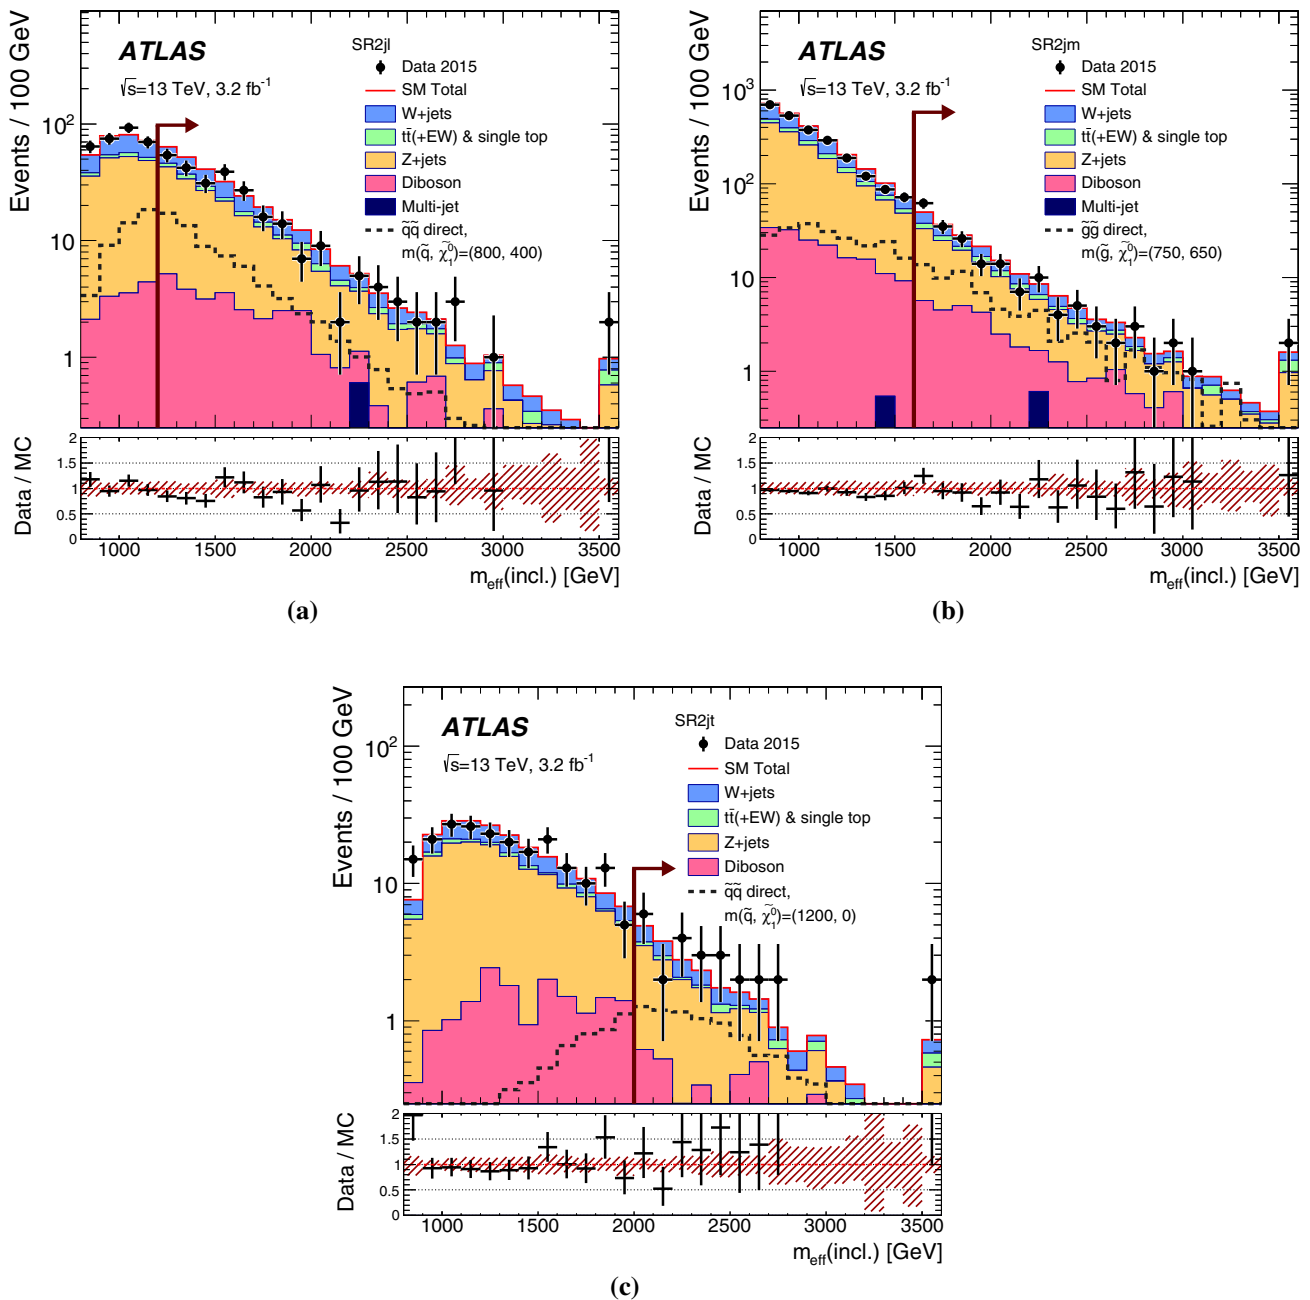 ATLAS
√s=13 TeV, 3.2 fb⁻¹
SR2jl
Data 2015
SM Total
W+jets
tt̄(+EW) & single top
Z+jets
Diboson
Multi-jet
q̃q̃ direct,
m(q̃, χ̃₁⁰)=(800, 400)
Events / 100 GeV
10²
10
1
Data / MC
2
1.5
1
0.5
0
1000 1500 2000 2500 3000 3500
m_eff(incl.) [GeV]
(a)
ATLAS
√s=13 TeV, 3.2 fb⁻¹
SR2jm
Data 2015
SM Total
W+jets
tt̄(+EW) & single top
Z+jets
Diboson
Multi-jet
g̃g̃ direct,
m(g̃, χ̃₁⁰)=(750, 650)
Events / 100 GeV
10³
10²
10
1
Data / MC
2
1.5
1
0.5
0
1000 1500 2000 2500 3000 3500
m_eff(incl.) [GeV]
(b)
ATLAS
√s=13 TeV, 3.2 fb⁻¹
SR2jt
Data 2015
SM Total
W+jets
tt̄(+EW) & single top
Z+jets
Diboson
q̃q̃ direct,
m(q̃, χ̃₁⁰)=(1200, 0)
Events / 100 GeV
10²
10
1
Data / MC
2
1.5
1
0.5
0
1000 1500 2000 2500 3000 3500
m_eff(incl.) [GeV]
(c)